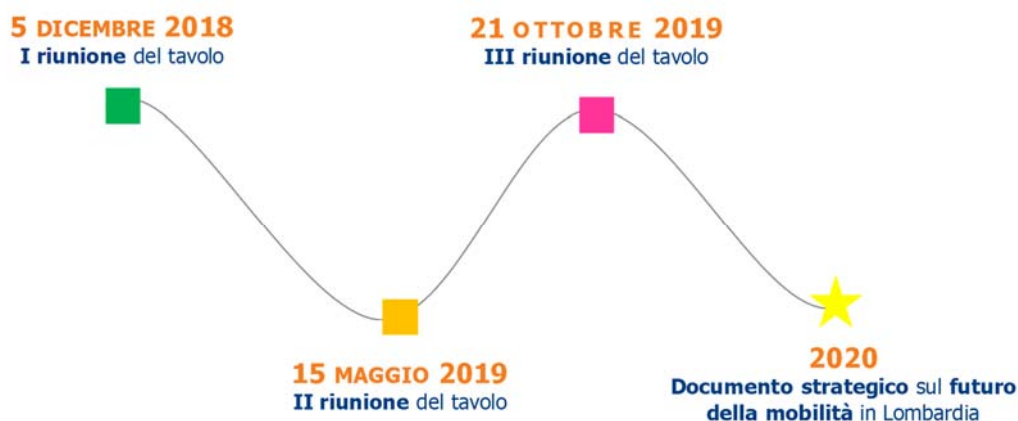 5 DICEMBRE 2018
I riunione del tavolo
21 OTTOBRE 2019
III riunione del tavolo
15 MAGGIO 2019
II riunione del tavolo
2020
Documento strategico sul futuro
della mobilità in Lombardia